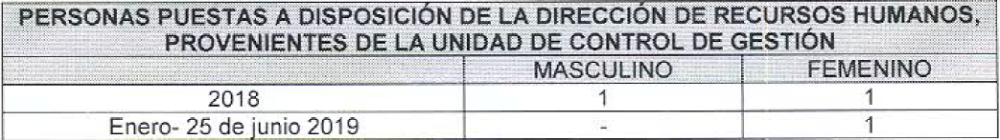 PERSONAS PUESTAS A DISPOSICIÓN DE LA DIRECCIÓN DE RECURSOS HUMANOS,
PROVENIENTES DE LA UNIDAD DE CONTROL DE GESTIÓN
MASCULINO FEMENINO
2018 1 1
Enero- 25 de junio 2019 - 1